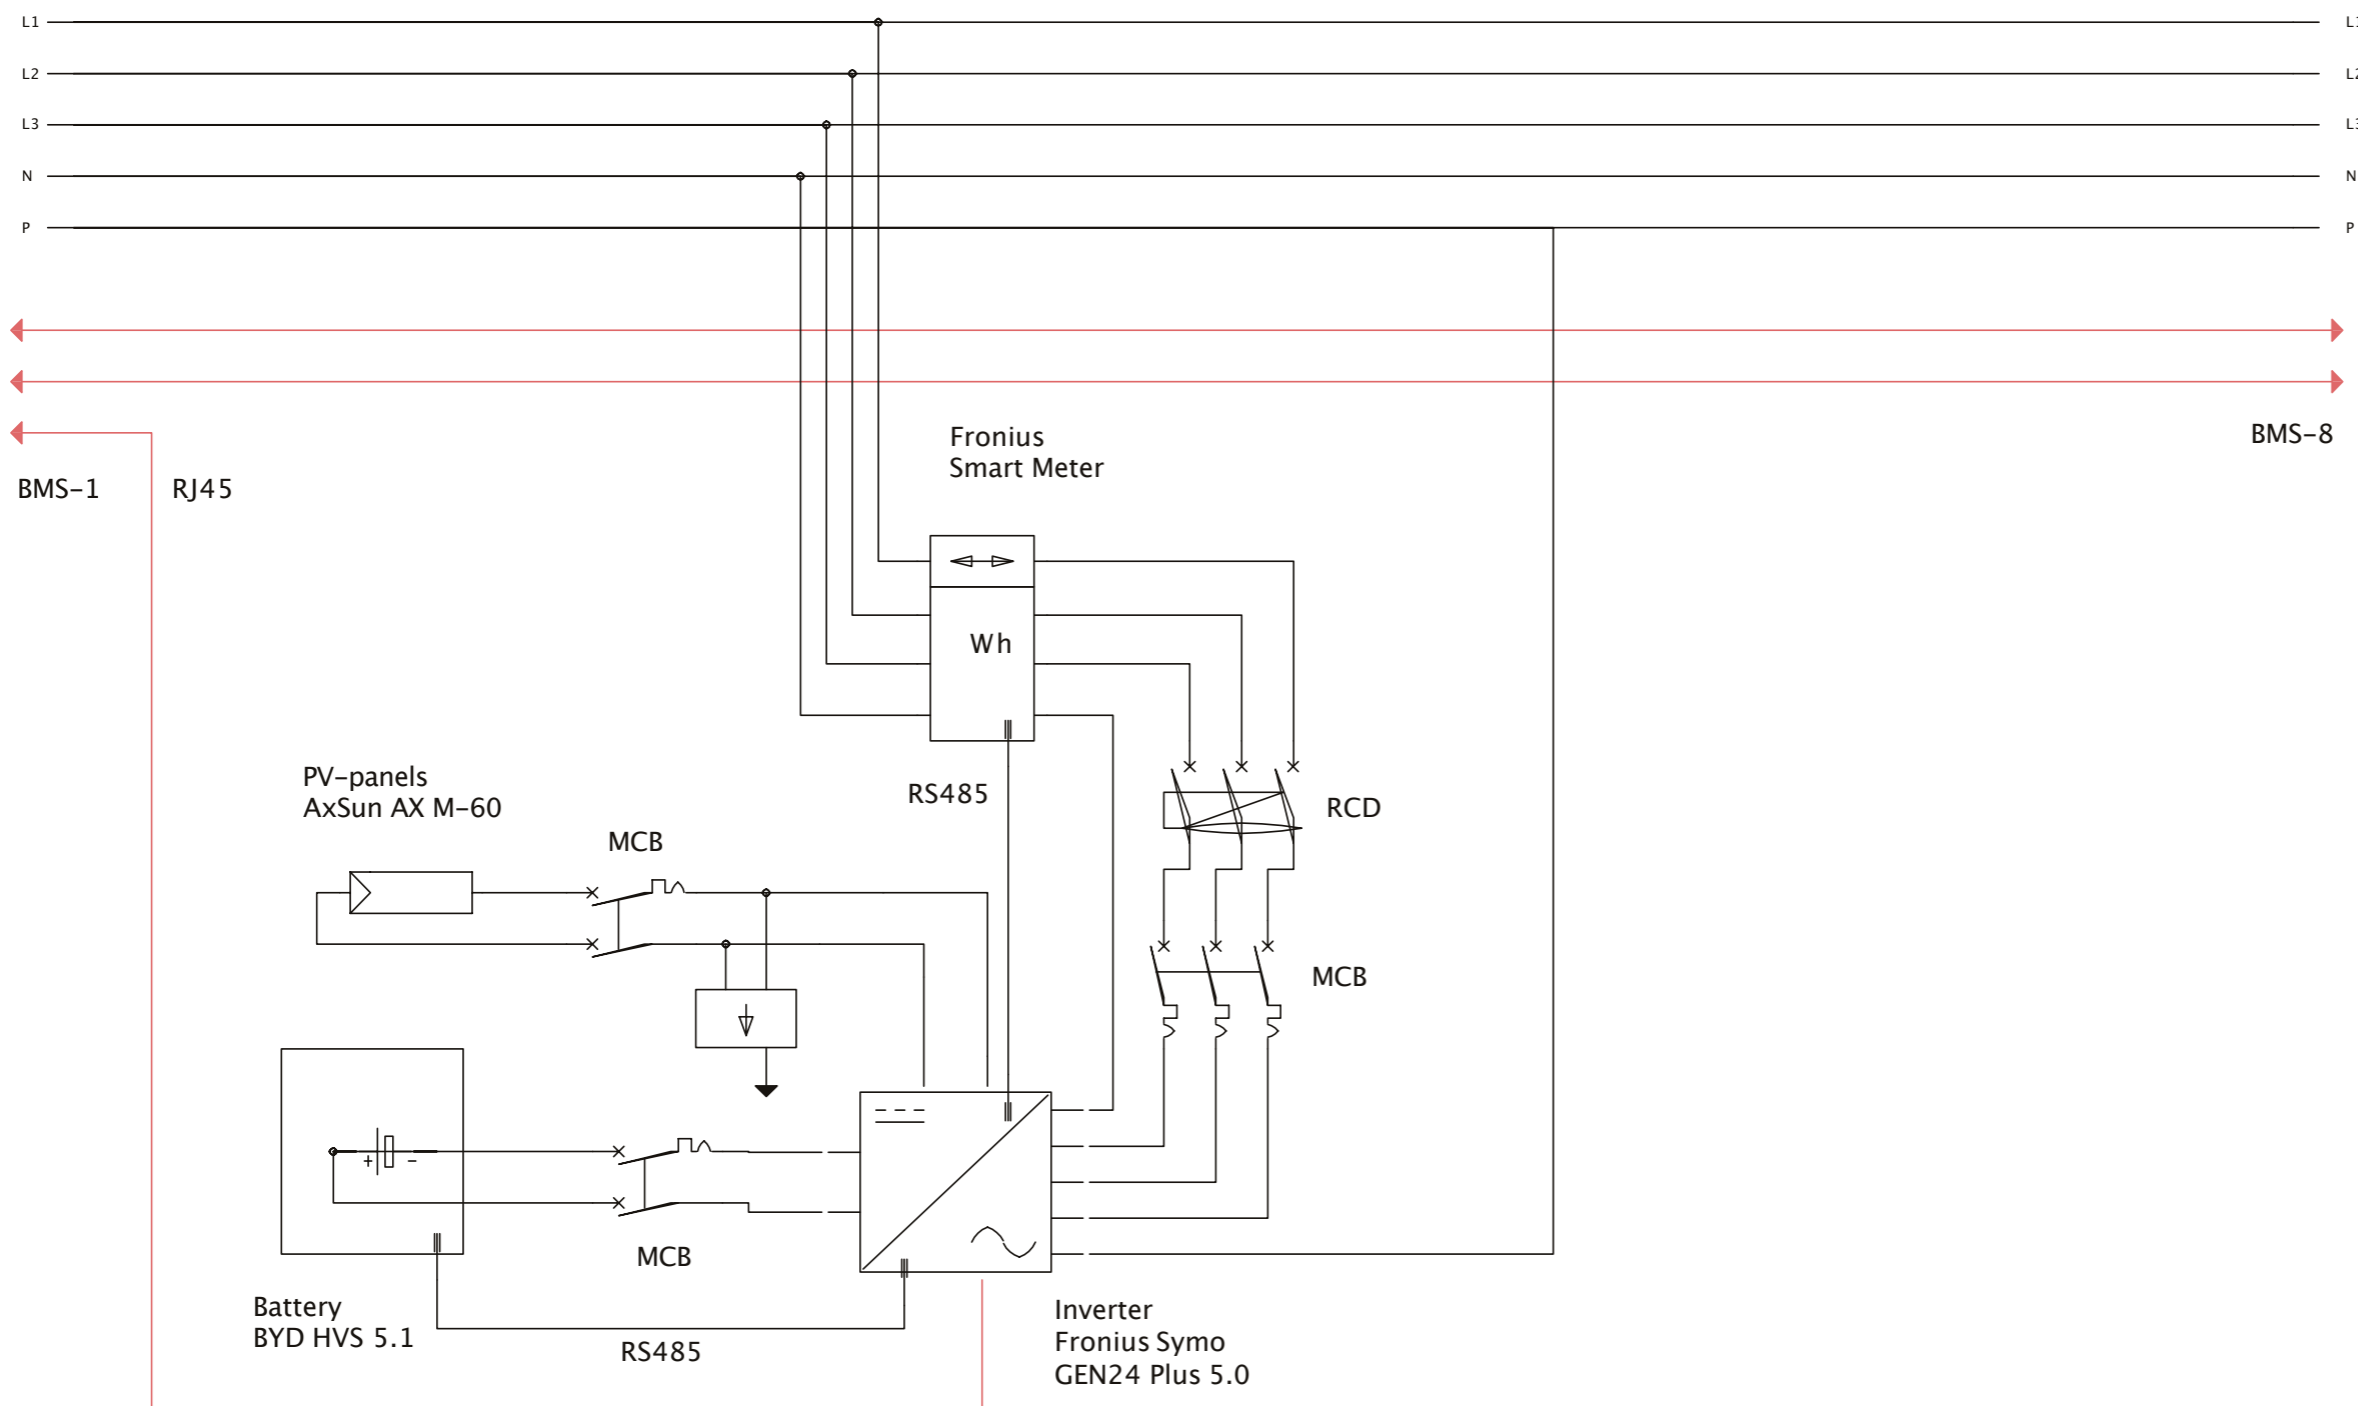 L1
L1
L2
L2
L3
L3
N
N
P
P
Fronius
Smart Meter
BMS-8
BMS-1
RJ45
Wh
PV-panels
AxSun AX M-60
RS485
RCD
MCB
MCB
+ -
MCB
Battery
BYD HVS 5.1
RS485
Inverter
Fronius Symo
GEN24 Plus 5.0